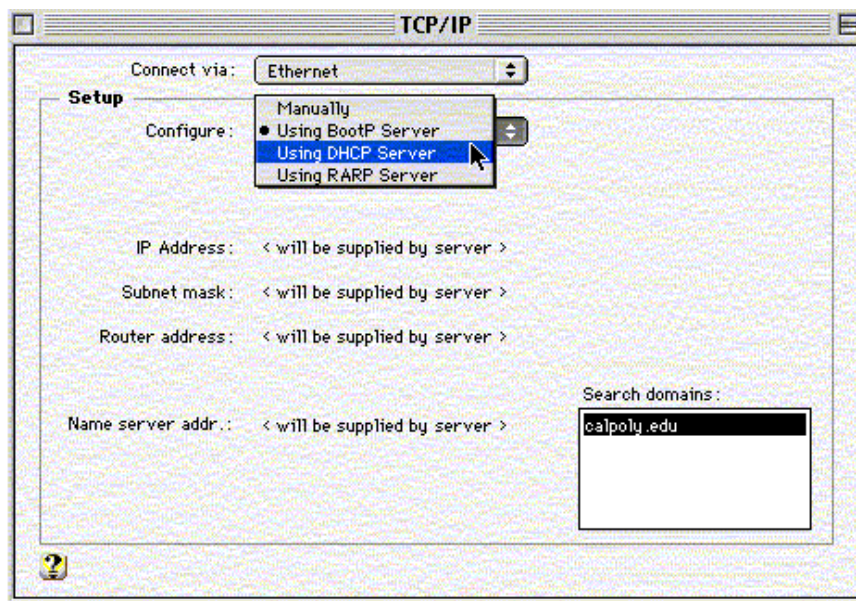 TCP/IP
Connect via: Ethernet
Setup
Configure:
Manually
• Using BootP Server
Using DHCP Server
Using RARP Server
IP Address: < will be supplied by server >
Subnet mask: < will be supplied by server >
Router address: < will be supplied by server >
Search domains:
Name server addr.: < will be supplied by server >
calpoly.edu
?